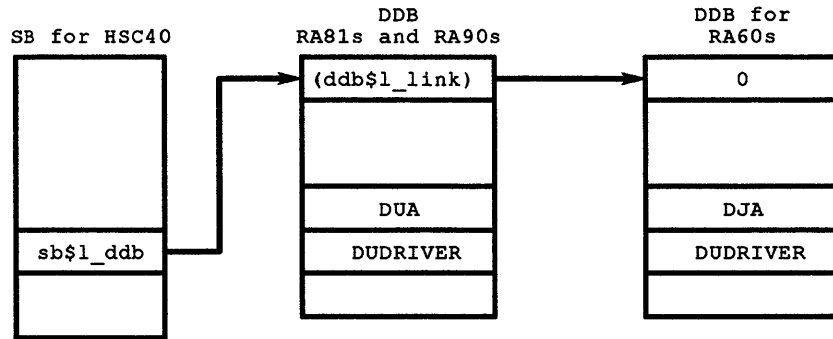 DDB
DDB for
SB for HSC40
RA81s and RA90s
RA60s
(ddb$l_link)
0
DUA
DJA
sb$l_ddb
DUDRIVER
DUDRIVER